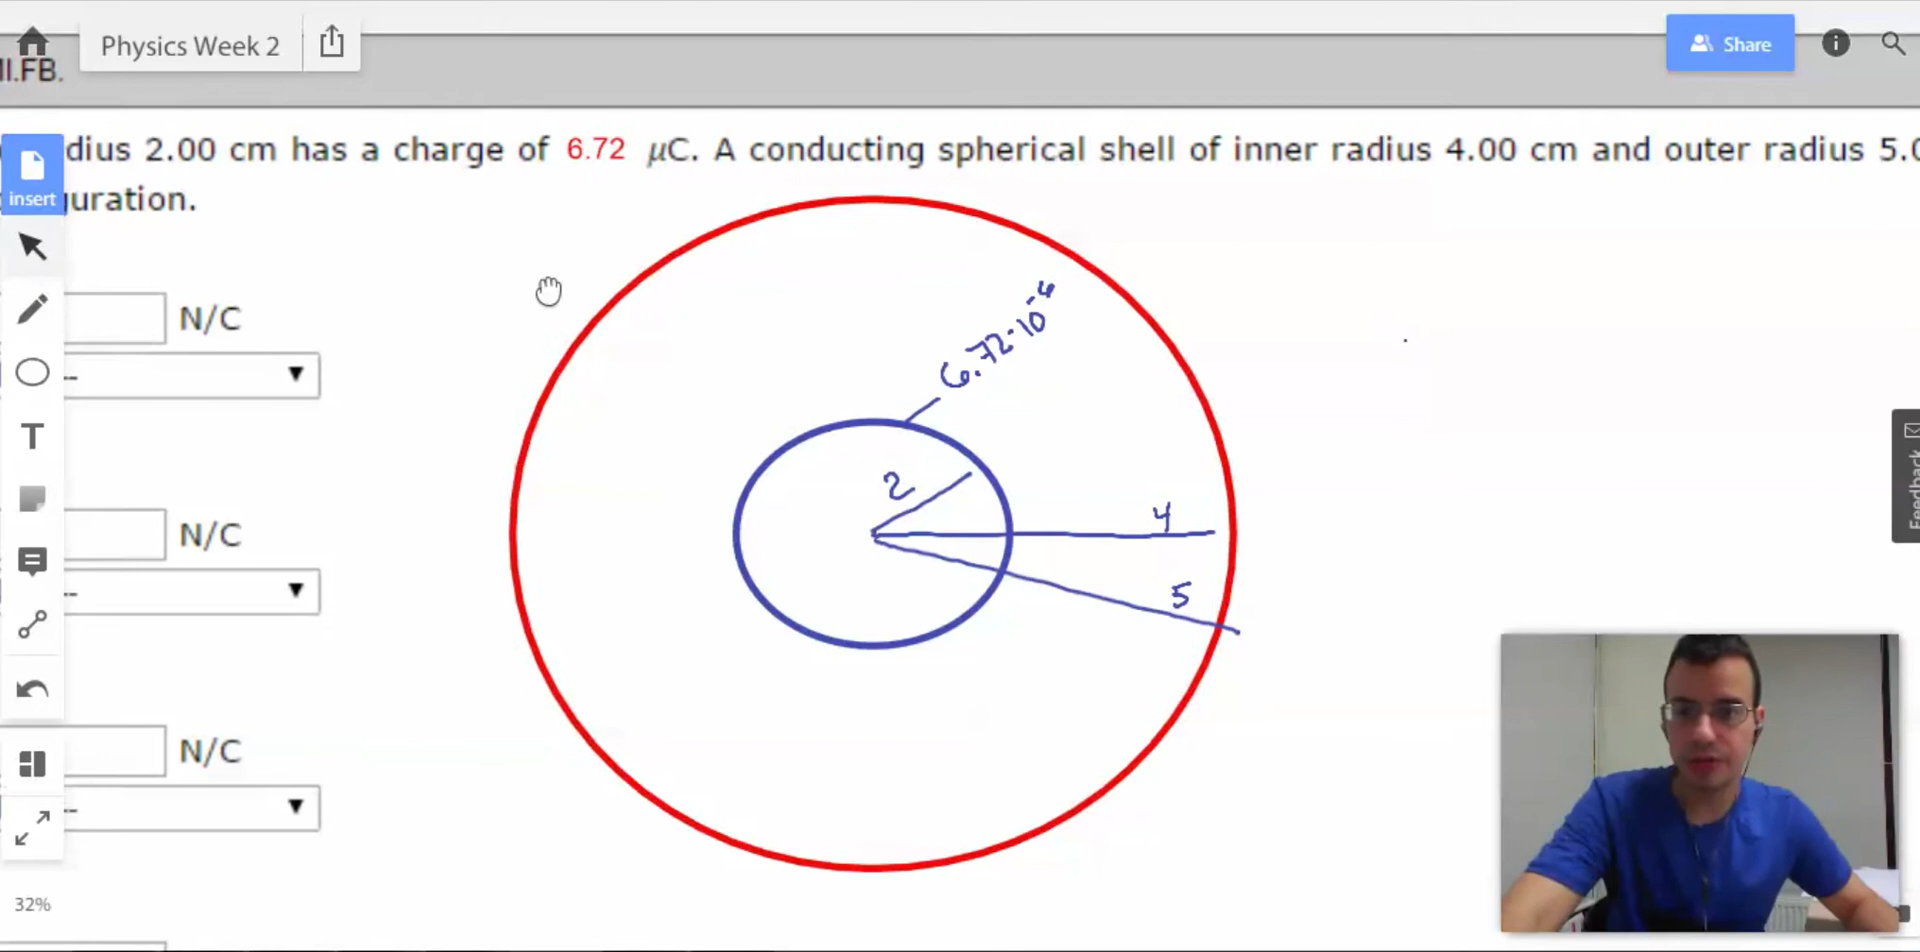 Physics Week 2
Share
MI.FB.
dius 2.00 cm has a charge of 6.72 μC. A conducting spherical shell of inner radius 4.00 cm and outer radius 5.0
insert
guration.
6.72·10⁻⁶
N/C
--
T
2
4
N/C
5
--
Feedback
N/C
--
32%